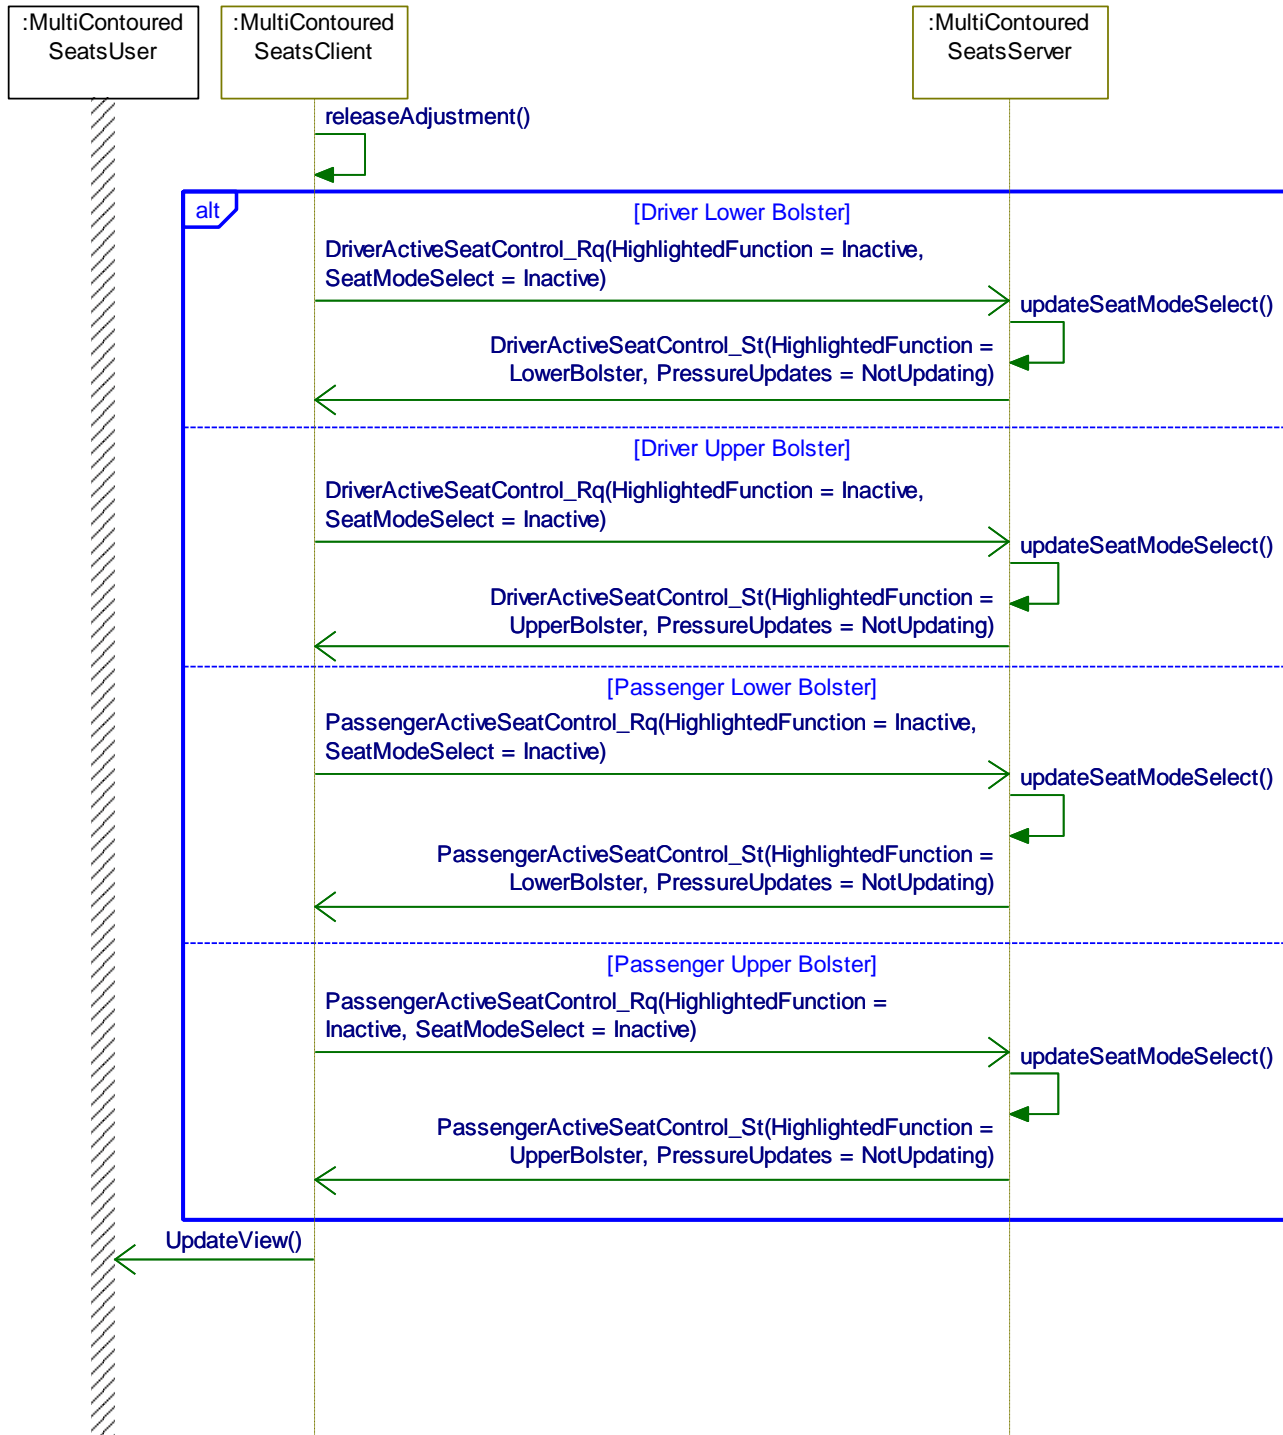 :MultiContoured
SeatsUser
:MultiContoured
SeatsClient
:MultiContoured
SeatsServer
releaseAdjustment()
alt
[Driver Lower Bolster]
DriverActiveSeatControl_Rq(HighlightedFunction = Inactive,
SeatModeSelect = Inactive)
updateSeatModeSelect()
DriverActiveSeatControl_St(HighlightedFunction =
LowerBolster, PressureUpdates = NotUpdating)
[Driver Upper Bolster]
DriverActiveSeatControl_Rq(HighlightedFunction = Inactive,
SeatModeSelect = Inactive)
updateSeatModeSelect()
DriverActiveSeatControl_St(HighlightedFunction =
UpperBolster, PressureUpdates = NotUpdating)
[Passenger Lower Bolster]
PassengerActiveSeatControl_Rq(HighlightedFunction = Inactive,
SeatModeSelect = Inactive)
updateSeatModeSelect()
PassengerActiveSeatControl_St(HighlightedFunction =
LowerBolster, PressureUpdates = NotUpdating)
[Passenger Upper Bolster]
PassengerActiveSeatControl_Rq(HighlightedFunction =
Inactive, SeatModeSelect = Inactive)
updateSeatModeSelect()
PassengerActiveSeatControl_St(HighlightedFunction =
UpperBolster, PressureUpdates = NotUpdating)
UpdateView()